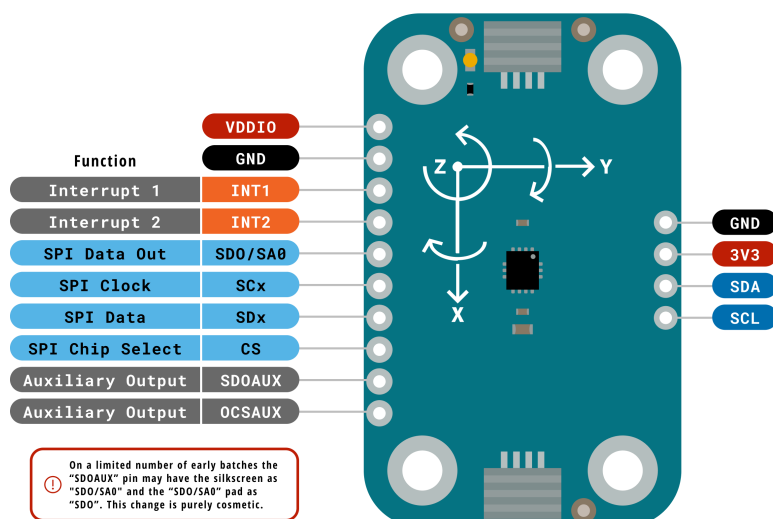 VDDIO
Function GND
Interrupt 1 INT1
Interrupt 2 INT2
SPI Data Out SDO/SA0
SPI Clock SCx
SPI Data SDx
SPI Chip Select CS
Auxiliary Output SDOAUX
Auxiliary Output OCSAUX
Z Y
X
GND
3V3
SDA
SCL
On a limited number of early batches the
"SDOAUX" pin may have the silkscreen as
"SDO/SA0" and the “SDO/SA0” pad as
“SDO”. This change is purely cosmetic.